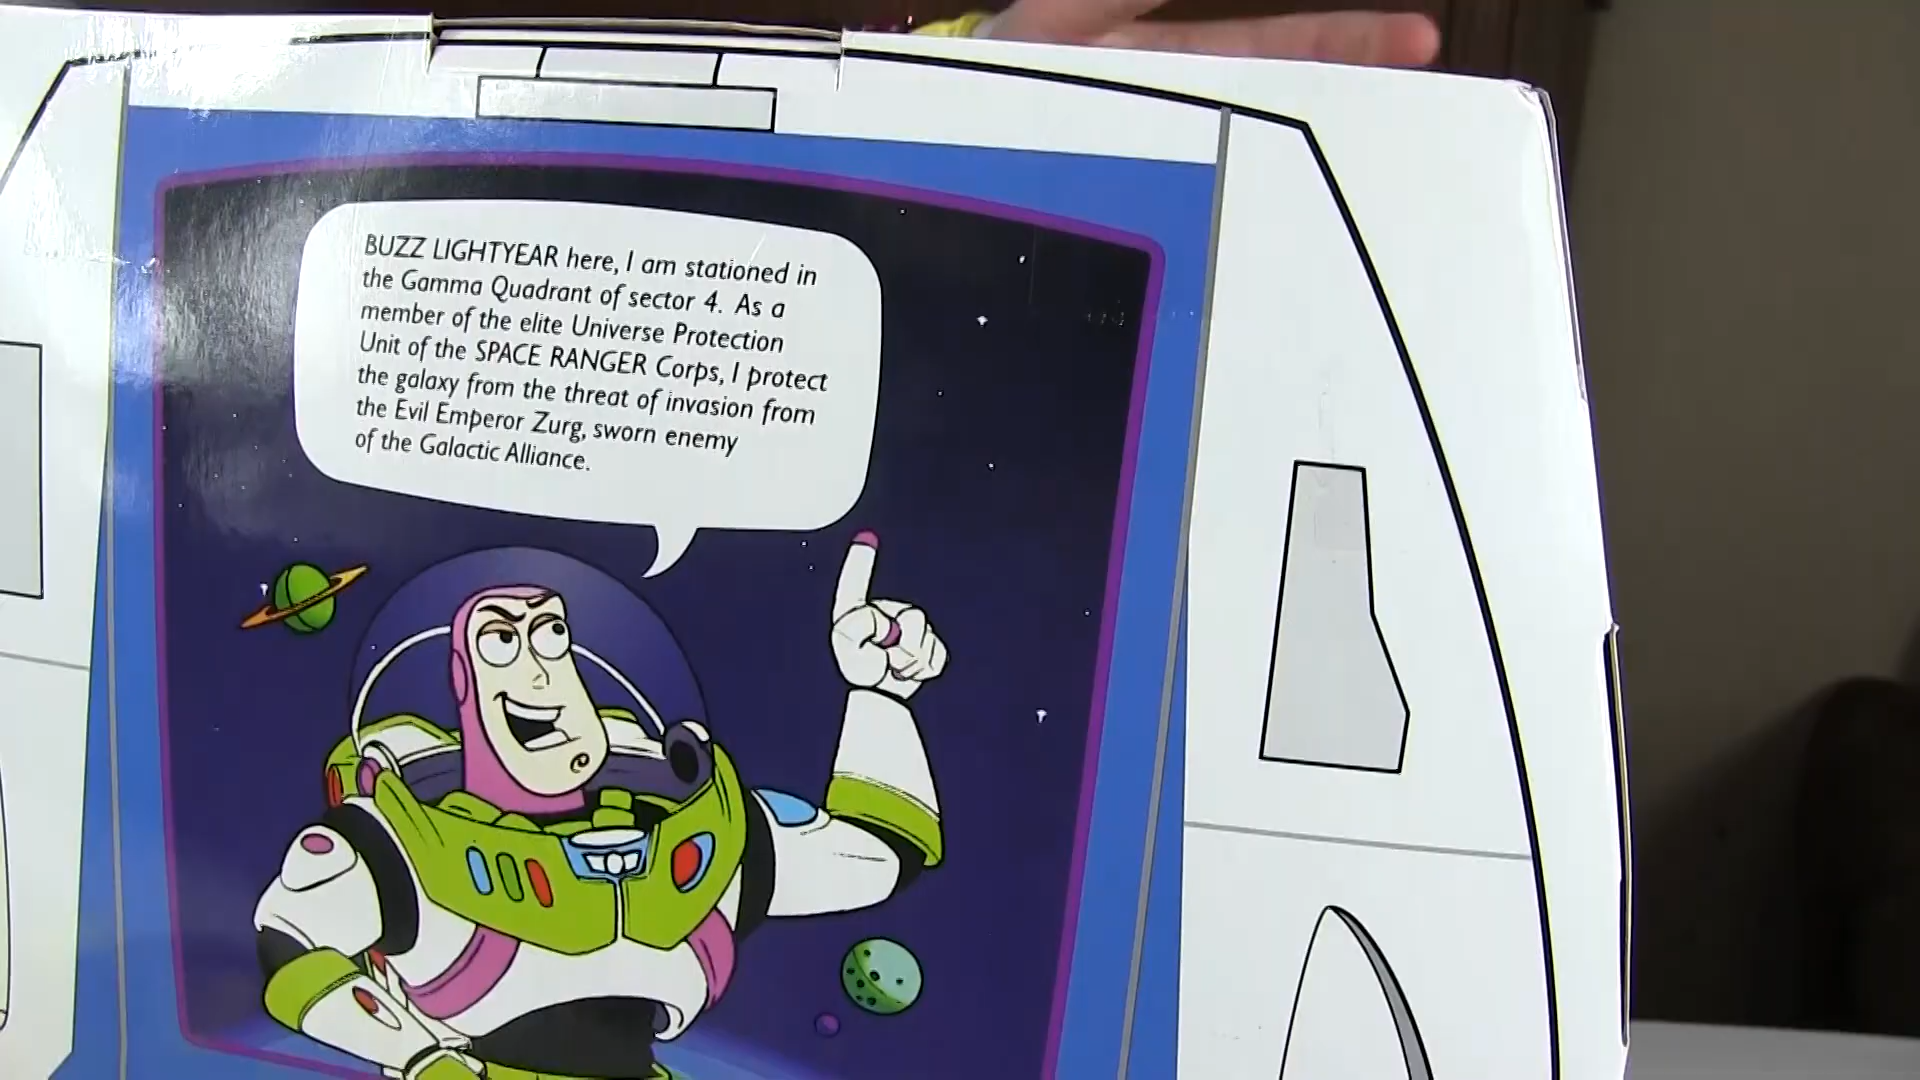 BUZZ LIGHTYEAR here, I am stationed in
the Gamma Quadrant of sector 4. As a
member of the elite Universe Protection
Unit of the SPACE RANGER Corps, I protect
the galaxy from the threat of invasion from
the Evil Emperor Zurg, sworn enemy
of the Galactic Alliance.